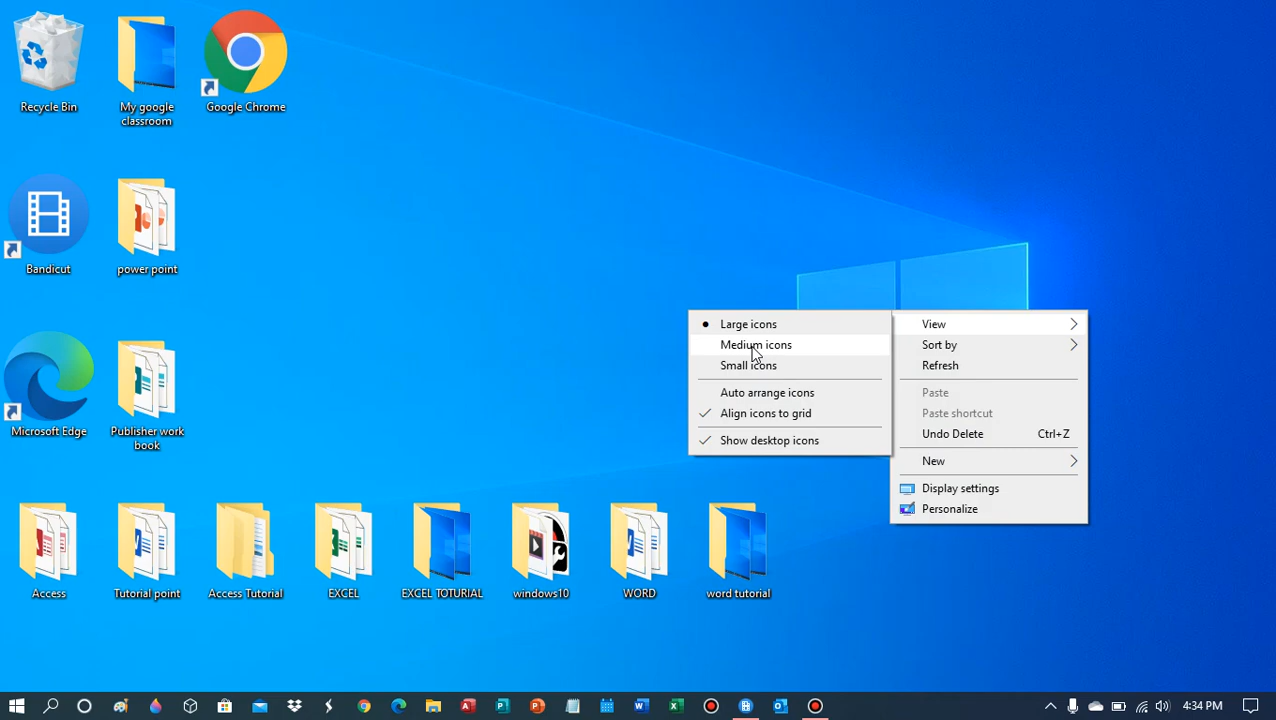 Recycle Bin
My google
classroom
Google Chrome
Bandicut
power point
Microsoft Edge
Publisher work
book
Large icons
Medium icons
Small icons
Auto arrange icons
Align icons to grid
Show desktop icons
View
Sort by
Refresh
Paste
Paste shortcut
Undo Delete Ctrl+Z
New
Display settings
Personalize
Access
Tutorial point
Access Tutorial
EXCEL
EXCEL TOTURIAL
windows10
WORD
word tutorial
4:34 PM